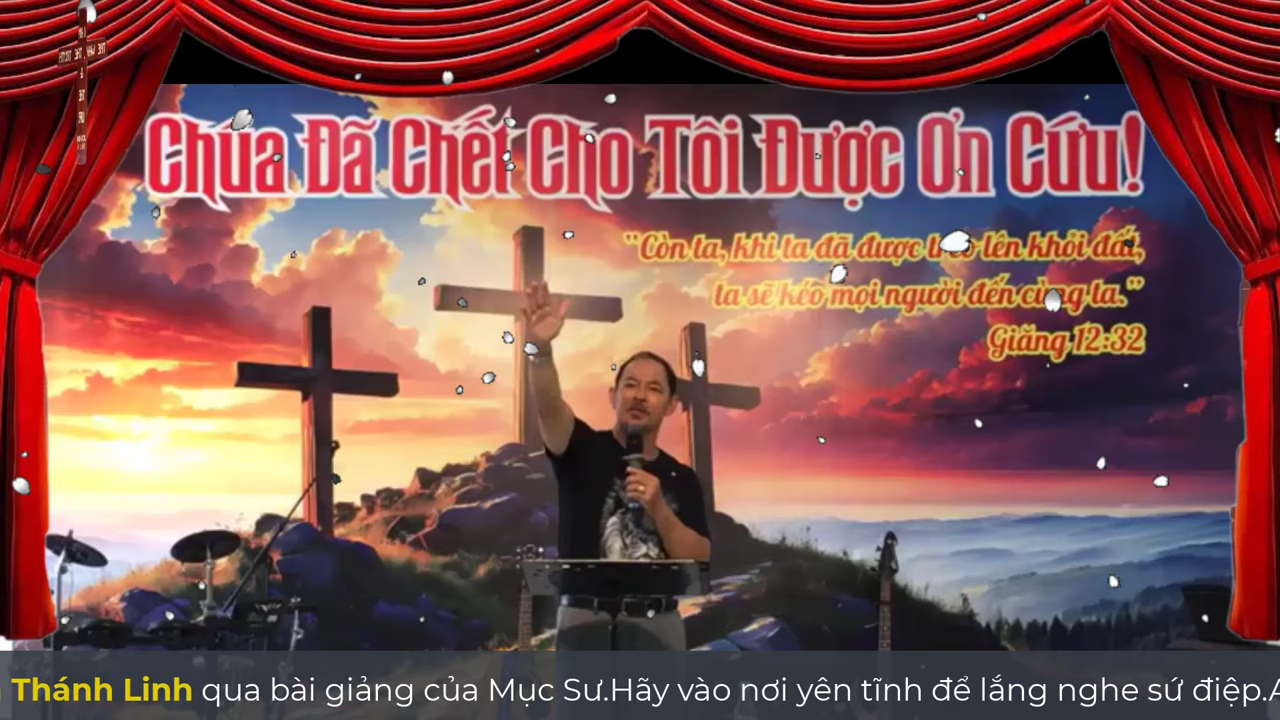 Chúa Đã Chết Cho Tôi Được Ơn Cứu!
"Còn ta, khi ta đã được treo lên khỏi đất,
ta sẽ kéo mọi người đến cùng ta."
Giăng 12:32
Thánh Linh qua bài giảng của Mục Sư.Hãy vào nơi yên tĩnh để lắng nghe sứ điệp.A